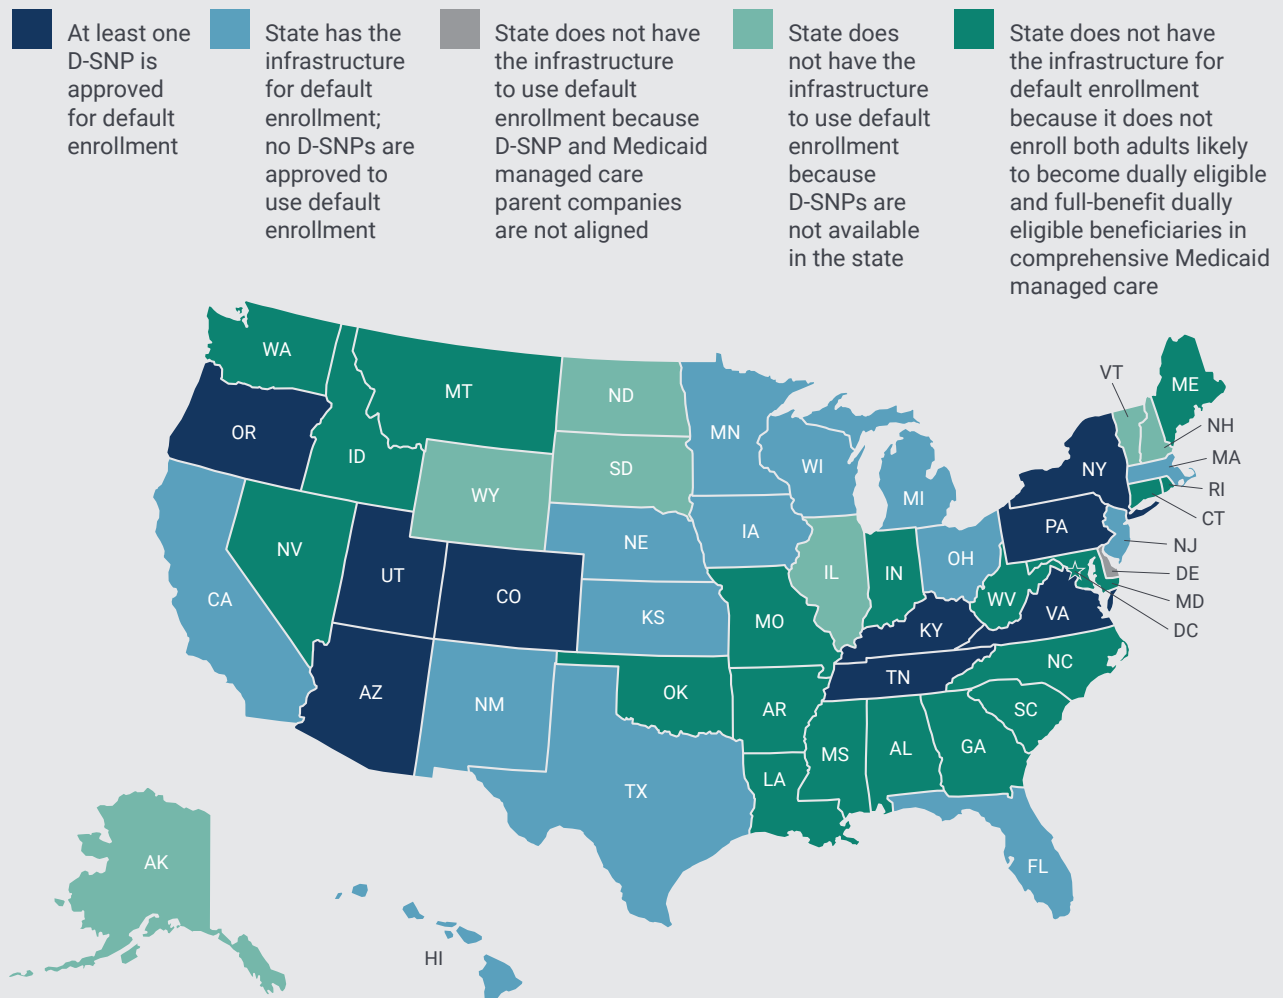 At least one
D-SNP is
approved
for default
enrollment
State has the
infrastructure
for default
enrollment;
no D-SNPs are
approved to
use default
enrollment
State does not have
the infrastructure
to use default
enrollment because
D-SNP and Medicaid
managed care
parent companies
are not aligned
State does
not have the
infrastructure
to use default
enrollment
because
D-SNPs are
not available
in the state
State does not have
the infrastructure for
default enrollment
because it does not
enroll both adults likely
to become dually eligible
and full-benefit dually
eligible beneficiaries in
comprehensive Medicaid
managed care
WA
MT
ND
MN
VT
ME
OR
ID
SD
WI
NY
NH
MA
WY
MI
RI
CT
NV
NE
IA
PA
NJ
UT
CO
IL
IN
OH
DE
CA
KS
MO
WV
VA
MD
KY
DC
AZ
NM
OK
TN
NC
AR
SC
MS
AL
GA
TX
LA
AK
FL
HI